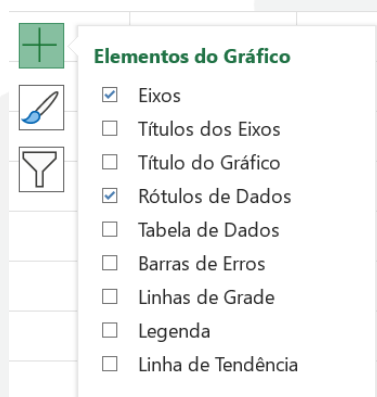 Elementos do Gráfico
Eixos
Títulos dos Eixos
Título do Gráfico
Rótulos de Dados
Tabela de Dados
Barras de Erros
Linhas de Grade
Legenda
Linha de Tendência